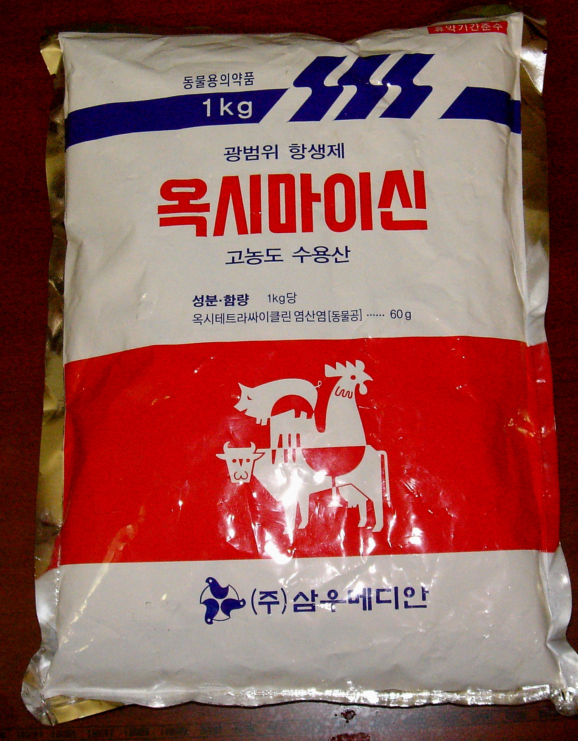 휴약기간준수
동물용의약품
1kg
광범위 항생제
옥시마이신
고농도 수용산
성분·함량 1kg당
옥시테트라싸이클린염산염[동물공] …… 60g
(주)삼우메디안